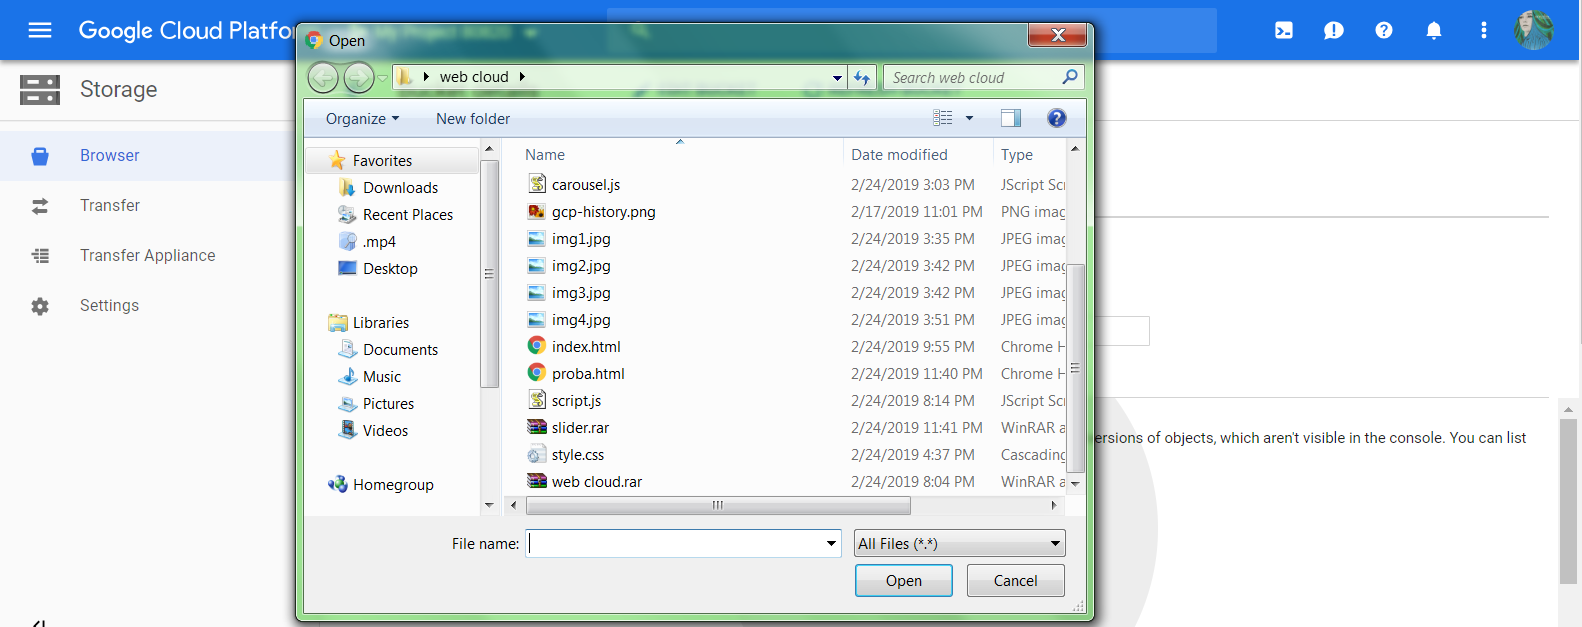 Google Cloud Platfo
Open
My Project 80820
web cloud
Search web cloud
Storage
Organize
New folder
Browser
Transfer
Transfer Appliance
Settings
Favorites
Downloads
Recent Places
.mp4
Desktop
Libraries
Documents
Music
Pictures
Videos
Homegroup
Name Date modified Type
carousel.js 2/24/2019 3:03 PM JScript Scr
gcp-history.png 2/17/2019 11:01 PM PNG imag
img1.jpg 2/24/2019 3:35 PM JPEG imag
img2.jpg 2/24/2019 3:42 PM JPEG imag
img3.jpg 2/24/2019 3:42 PM JPEG imag
img4.jpg 2/24/2019 3:51 PM JPEG imag
index.html 2/24/2019 9:55 PM Chrome H
proba.html 2/24/2019 11:40 PM Chrome H
script.js 2/24/2019 8:14 PM JScript Scr
slider.rar 2/24/2019 11:41 PM WinRAR a
style.css 2/24/2019 4:37 PM Cascading
web cloud.rar 2/24/2019 8:04 PM WinRAR a
ersions of objects, which aren't visible in the console. You can list
File name:
All Files (*.*)
Open
Cancel